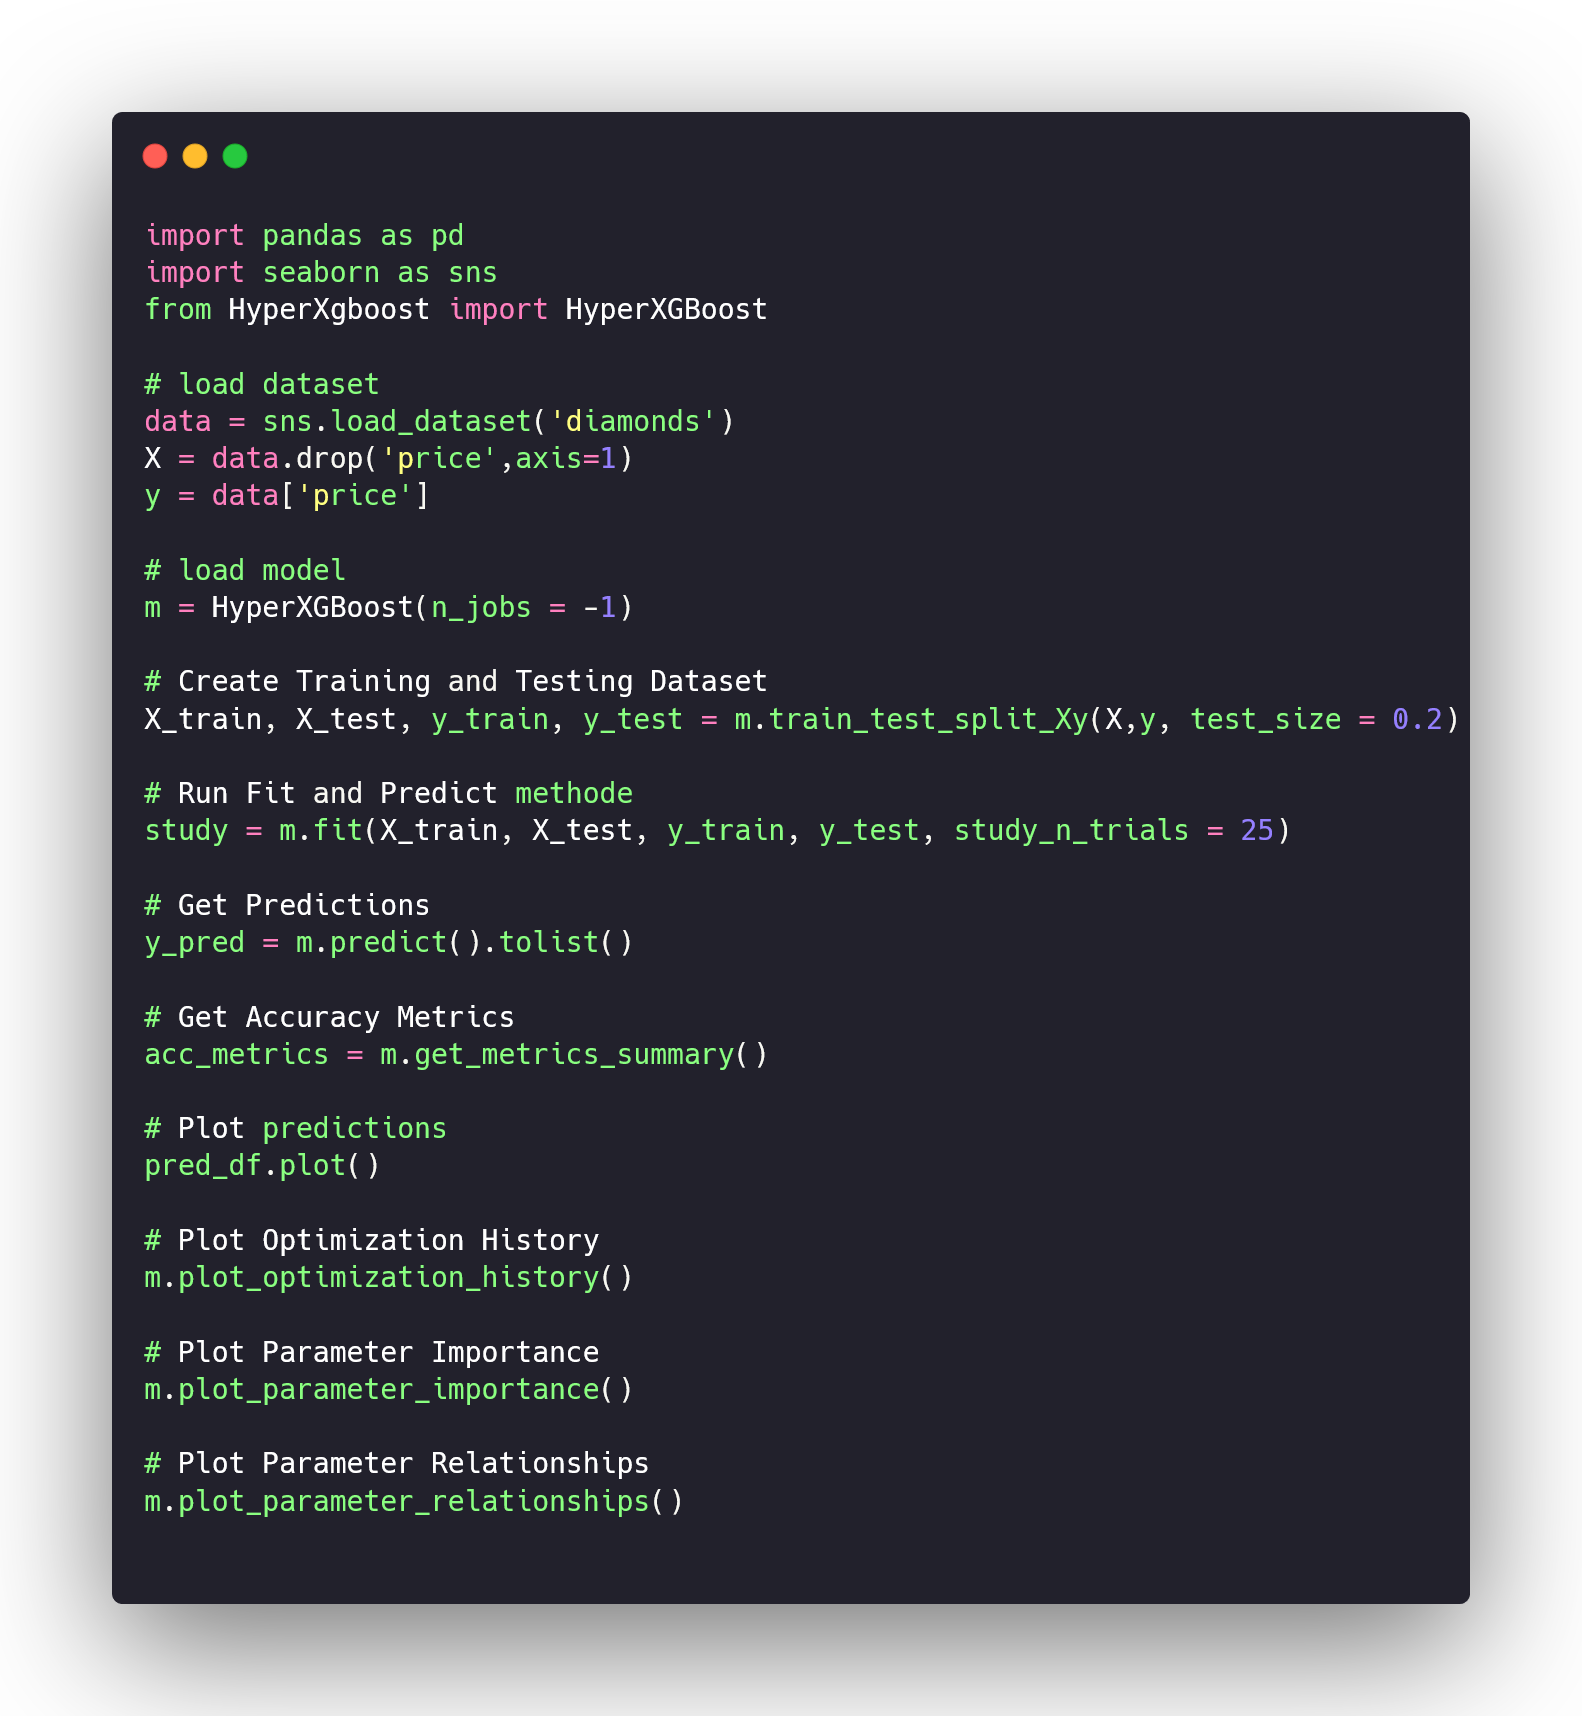 import pandas as pd
import seaborn as sns
from HyperXgboost import HyperXGBoost
# load dataset
data = sns.load_dataset('diamonds')
X = data.drop('price',axis=1)
y = data['price']
# load model
m = HyperXGBoost(n_jobs = -1)
# Create Training and Testing Dataset
X_train, X_test, y_train, y_test = m.train_test_split_Xy(X,y, test_size = 0.2)
# Run Fit and Predict methode
study = m.fit(X_train, X_test, y_train, y_test, study_n_trials = 25)
# Get Predictions
y_pred = m.predict().tolist()
# Get Accuracy Metrics
acc_metrics = m.get_metrics_summary()
# Plot predictions
pred_df.plot()
# Plot Optimization History
m.plot_optimization_history()
# Plot Parameter Importance
m.plot_parameter_importance()
# Plot Parameter Relationships
m.plot_parameter_relationships()